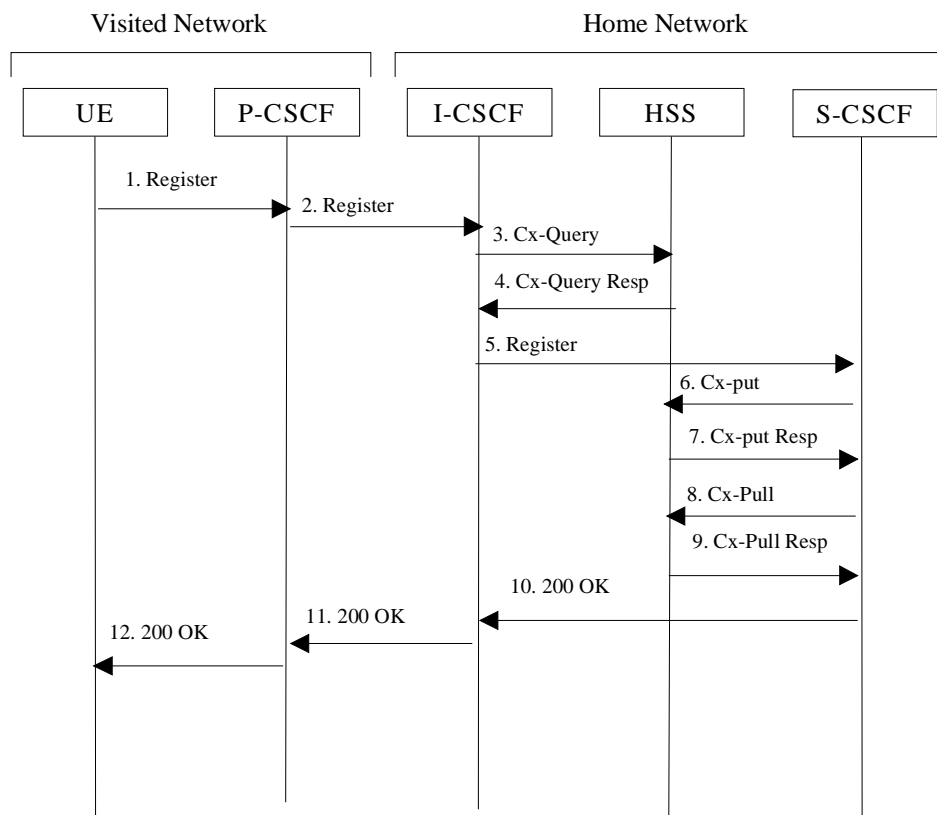 Visited Network
Home Network
UE
P-CSCF
I-CSCF
HSS
S-CSCF
1. Register
2. Register
3. Cx-Query
4. Cx-Query Resp
5. Register
6. Cx-put
7. Cx-put Resp
8. Cx-Pull
9. Cx-Pull Resp
10. 200 OK
11. 200 OK
12. 200 OK